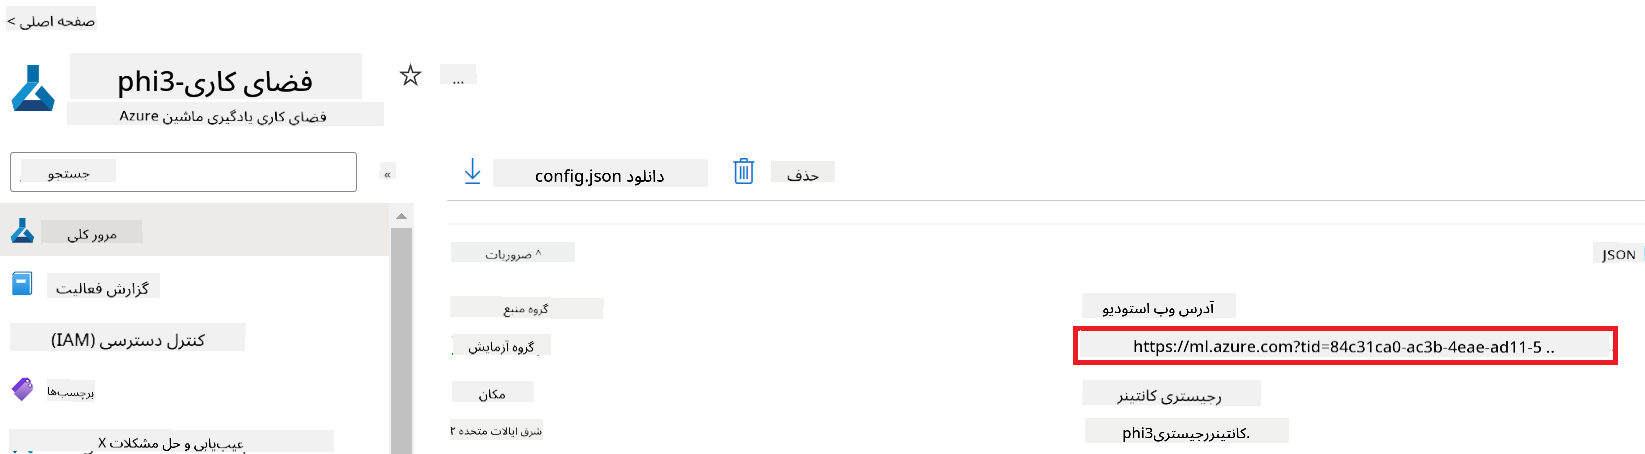 صفحه اصلی >
فضای کاری-phi3
...
فضای کاری یادگیری ماشین Azure
جستجو
«
دانلود config.json
حذف
مرور کلی
گزارش فعالیت
کنترل دسترسی (IAM)
برچسب‌ها
عیب‌یابی و حل مشکلات X
^ ضروریات
JSON
گروه منبع
گروه آزمایش
مکان
شرق ایالات متحده ۲
آدرس وب استودیو
https://ml.azure.com?tid=84c31ca0-ac3b-4eae-ad11-5 ..
رجیستری کانتینر
phi3کانتینررجیستری.